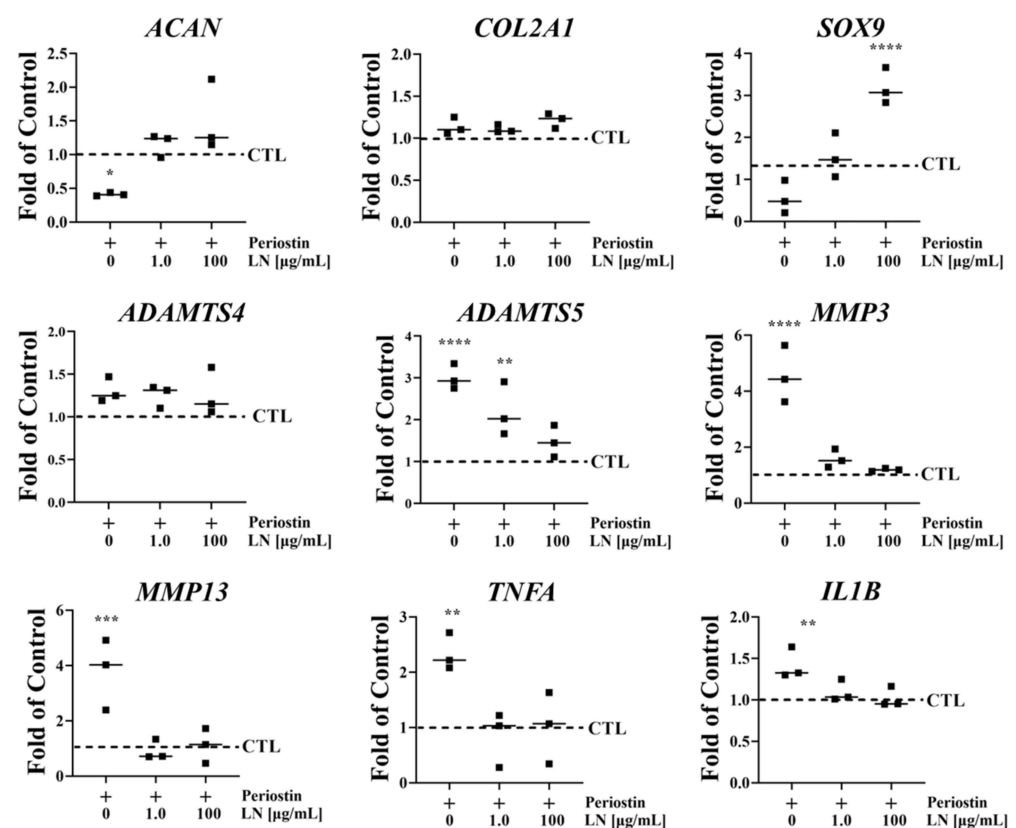 ACAN
2.5
2.0
1.5
1.0
0.5
0.0
Fold of Control
*
CTL
+ + + Periostin
0 1.0 100 LN [µg/mL]
COL2A1
2.0
1.5
1.0
0.5
0.0
Fold of Control
CTL
+ + + Periostin
0 1.0 100 LN [µg/mL]
SOX9
4
3
2
1
0
Fold of Control
****
CTL
+ + + Periostin
0 1.0 100 LN [µg/mL]
ADAMTS4
2.0
1.5
1.0
0.5
0.0
Fold of Control
CTL
+ + + Periostin
0 1.0 100 LN [µg/mL]
ADAMTS5
4
3
2
1
0
Fold of Control
****
**
CTL
+ + + Periostin
0 1.0 100 LN [µg/mL]
MMP3
6
4
2
0
Fold of Control
****
CTL
+ + + Periostin
0 1.0 100 LN [µg/mL]
MMP13
6
4
2
0
Fold of Control
***
CTL
+ + + Periostin
0 1.0 100 LN [µg/mL]
TNFA
3
2
1
0
Fold of Control
**
CTL
+ + + Periostin
0 1.0 100 LN [µg/mL]
IL1B
2.0
1.5
1.0
0.5
0.0
Fold of Control
**
CTL
+ + + Periostin
0 1.0 100 LN [µg/mL]